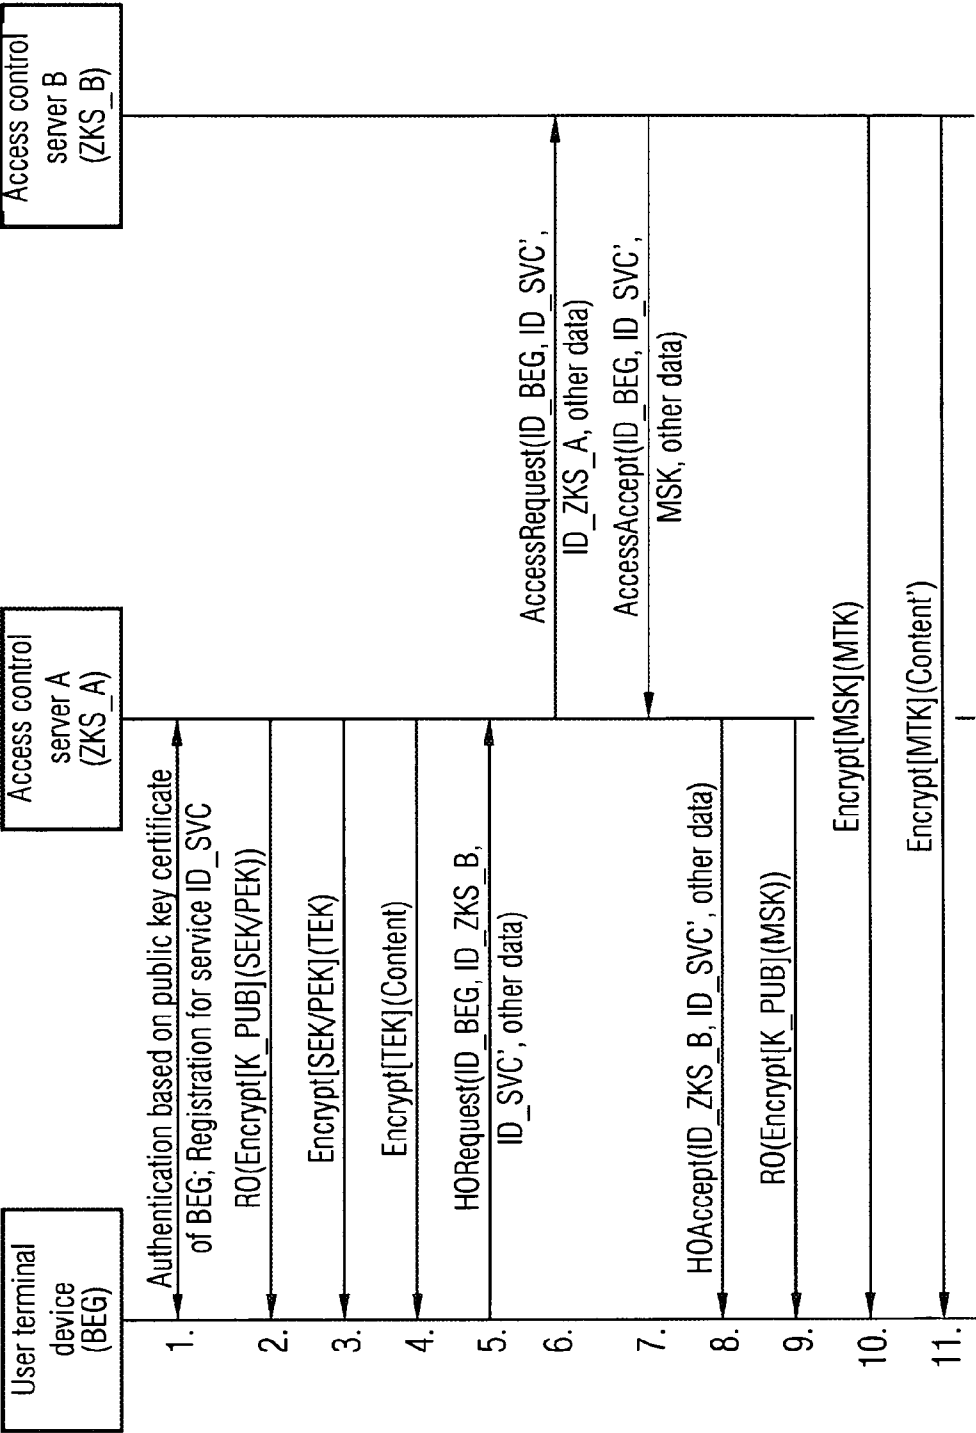 User terminal
device
(BEG)
Access control
server A
(ZKS_A)
Access control
server B
(ZKS_B)
1.
Authentication based on public key certificate
of BEG; Registration for service ID_SVC
2.
RO(Encrypt[K_PUB](SEK/PEK))
3.
Encrypt[SEK/PEK](TEK)
4.
Encrypt[TEK](Content)
5.
HORequest(ID_BEG, ID_ZKS_B,
ID_SVC', other data)
6.
AccessRequest(ID_BEG, ID_SVC',
ID_ZKS_A, other data)
7.
AccessAccept(ID_BEG, ID_SVC',
MSK, other data)
8.
HOAccept(ID_ZKS_B, ID_SVC', other data)
9.
RO(Encrypt[K_PUB](MSK))
10.
Encrypt[MSK](MTK)
11.
Encrypt[MTK](Content')